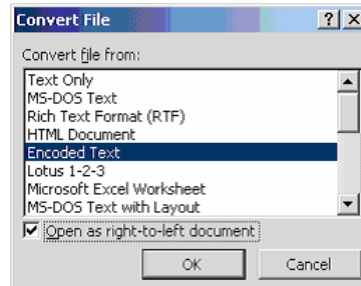 Convert File
Convert file from:
Text Only
MS-DOS Text
Rich Text Format (RTF)
HTML Document
Encoded Text
Lotus 1-2-3
Microsoft Excel Worksheet
MS-DOS Text with Layout
Open as right-to-left document
OK Cancel